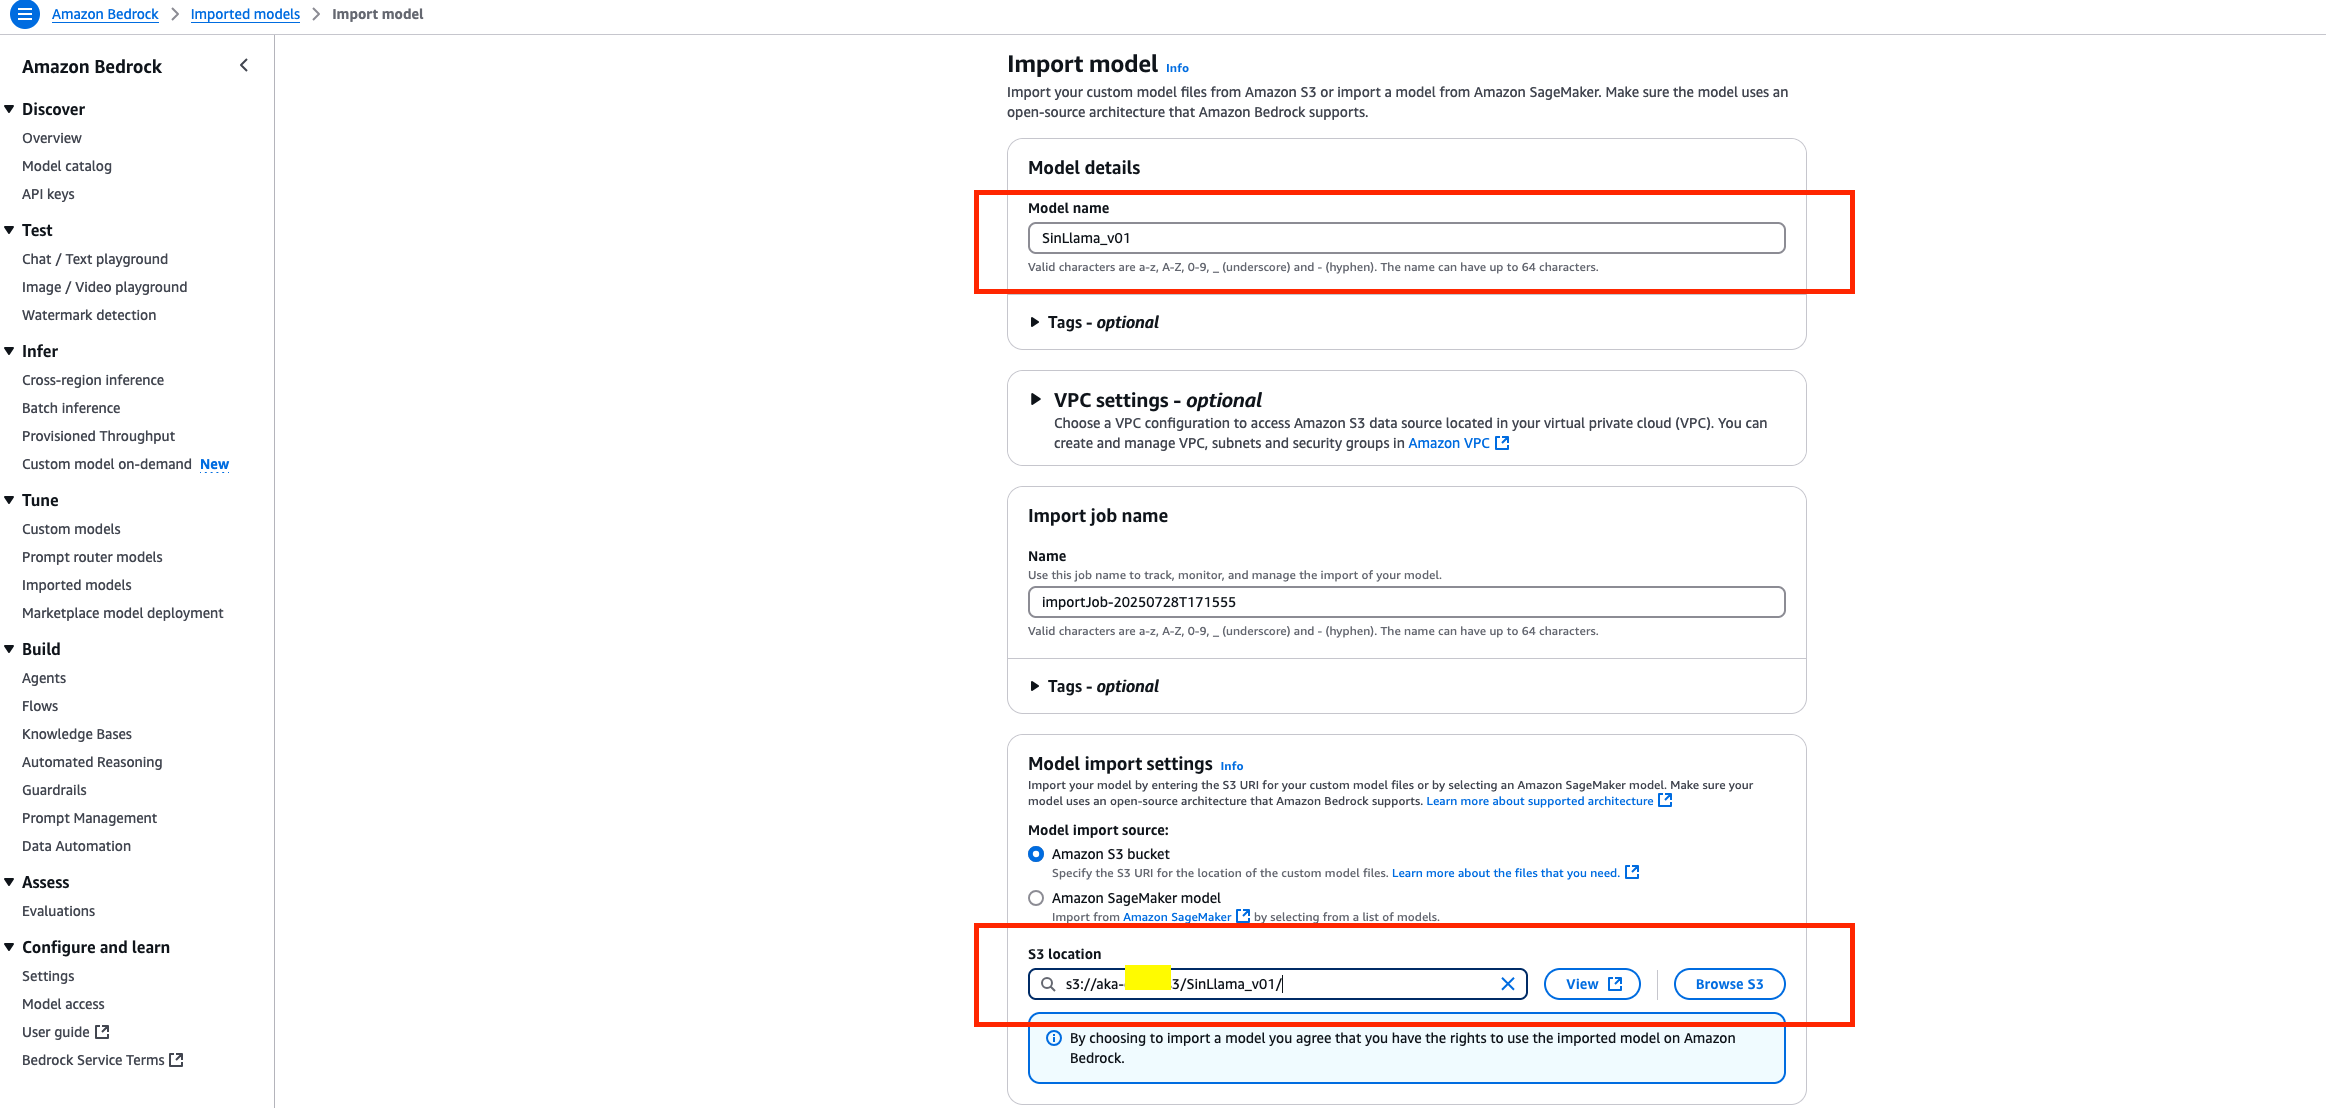 Amazon Bedrock > Imported models > Import model
Amazon Bedrock
Discover
Overview
Model catalog
API keys
Test
Chat / Text playground
Image / Video playground
Watermark detection
Infer
Cross-region inference
Batch inference
Provisioned Throughput
Custom model on-demand New
Tune
Custom models
Prompt router models
Imported models
Marketplace model deployment
Build
Agents
Flows
Knowledge Bases
Automated Reasoning
Guardrails
Prompt Management
Data Automation
Assess
Evaluations
Configure and learn
Settings
Model access
User guide
Bedrock Service Terms
Import model Info
Import your custom model files from Amazon S3 or import a model from Amazon SageMaker. Make sure the model uses an
open-source architecture that Amazon Bedrock supports.
Model details
Model name
SinLlama_v01
Valid characters are a-z, A-Z, 0-9, _ (underscore) and - (hyphen). The name can have up to 64 characters.
Tags - optional
VPC settings - optional
Choose a VPC configuration to access Amazon S3 data source located in your virtual private cloud (VPC). You can
create and manage VPC, subnets and security groups in Amazon VPC
Import job name
Name
Use this job name to track, monitor, and manage the import of your model.
importJob-20250728T171555
Valid characters are a-z, A-Z, 0-9, _ (underscore) and - (hyphen). The name can have up to 64 characters.
Tags - optional
Model import settings Info
Import your model by entering the S3 URI for your custom model files or by selecting an Amazon SageMaker model. Make sure your
model uses an open-source architecture that Amazon Bedrock supports. Learn more about supported architecture
Model import source:
Amazon S3 bucket
Specify the S3 URI for the location of the custom model files. Learn more about the files that you need.
Amazon SageMaker model
Import from Amazon SageMaker by selecting from a list of models.
S3 location
s3://aka- 3/SinLlama_v01/ View Browse S3
By choosing to import a model you agree that you have the rights to use the imported model on Amazon
Bedrock.